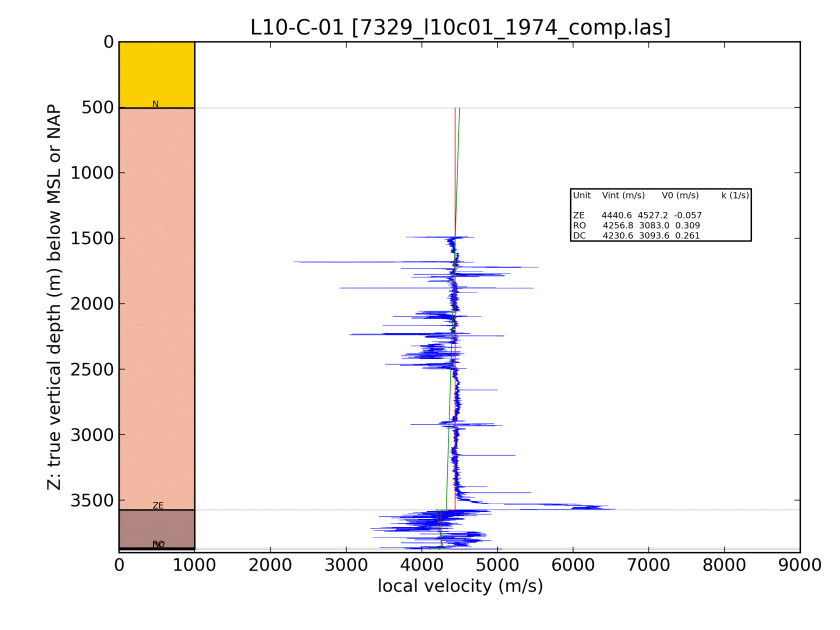 L10-C-01 [7329_l10c01_1974_comp.las]
0
500
1000
1500
2000
2500
3000
3500
Z: true vertical depth (m) below MSL or NAP
N
ZE
RO
Unit Vint (m/s) V0 (m/s) k (1/s)
ZE 4440.6 4527.2 -0.057
RO 4256.8 3083.0 0.309
DC 4230.6 3093.6 0.261
0 1000 2000 3000 4000 5000 6000 7000 8000 9000
local velocity (m/s)